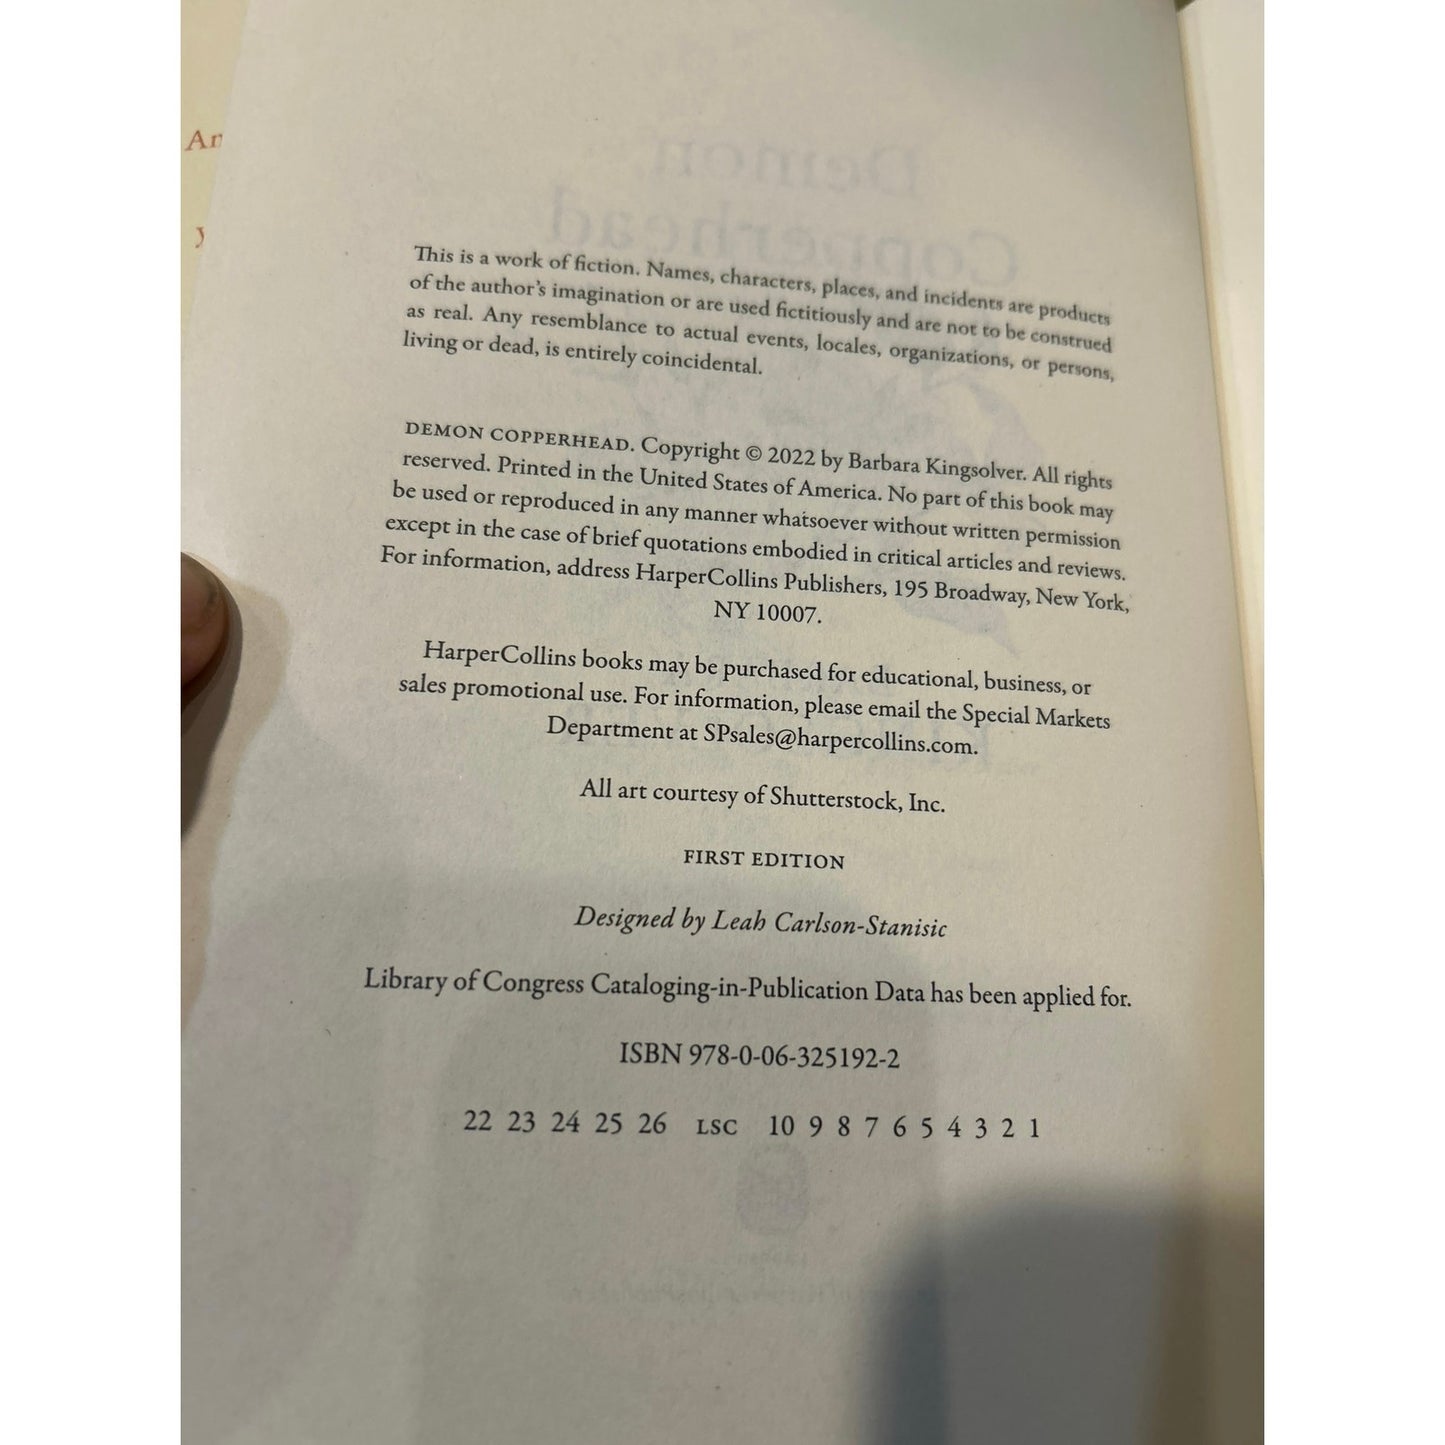 An
y
This is a work of fiction. Names, characters, places, and incidents are products
of the author's imagination or are used fictitiously and are not to be construed
as real. Any resemblance to actual events, locales, organizations, or persons,
living or dead, is entirely coincidental.
DEMON COPPERHEAD. Copyright © 2022 by Barbara Kingsolver. All rights
reserved. Printed in the United States of America. No part of this book may
be used or reproduced in any manner whatsoever without written permission
except in the case of brief quotations embodied in critical articles and reviews.
For information, address HarperCollins Publishers, 195 Broadway, New York,
NY 10007.
HarperCollins books may be purchased for educational, business, or
sales promotional use. For information, please email the Special Markets
Department at SPsales@harpercollins.com.
All art courtesy of Shutterstock, Inc.
FIRST EDITION
Designed by Leah Carlson-Stanisic
Library of Congress Cataloging-in-Publication Data has been applied for.
ISBN 978-0-06-325192-2
22 23 24 25 26 LSC 10 9 8 7 6 5 4 3 2 1